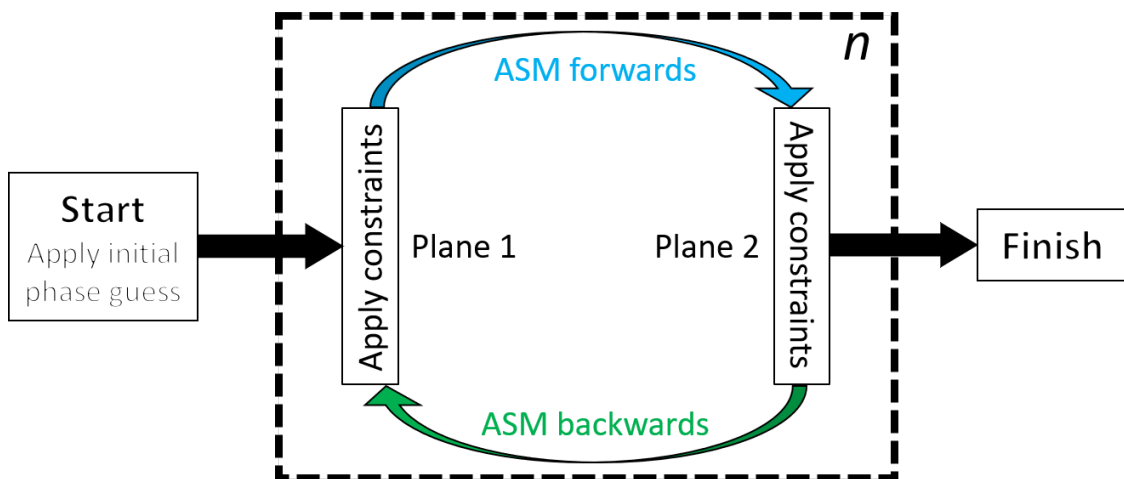 n
ASM forwards
Start
Apply initial
phase guess
Apply constraints
Plane 1
Plane 2
Apply constraints
Finish
ASM backwards